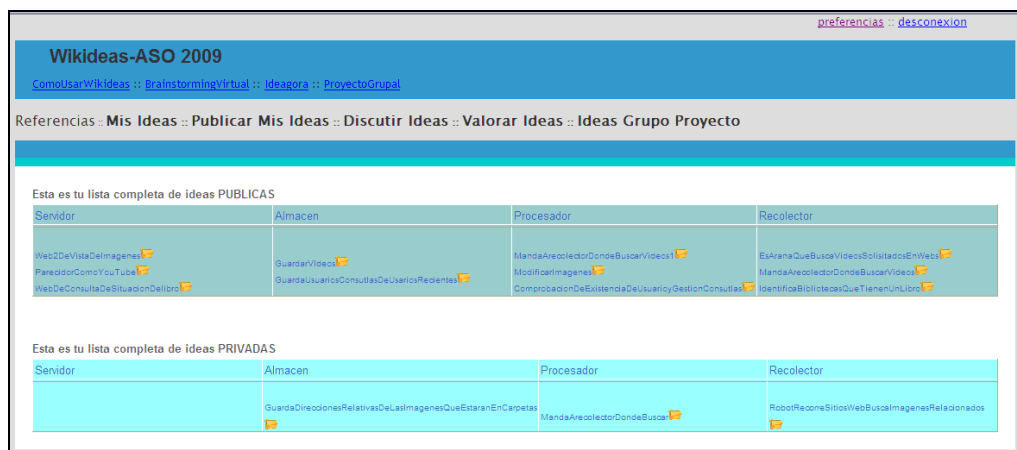 preferencias :: desconexion
Wikideas-ASO 2009
ComoUsarWikideas :: BrainstormingVirtual :: Ideagora :: ProyectoGrupal
Referencias :: Mis Ideas :: Publicar Mis Ideas :: Discutir Ideas :: Valorar Ideas :: Ideas Grupo Proyecto
Esta es tu lista completa de ideas PUBLICAS
Servidor Almacen Procesador Recolector
Web2DeVistaDeImagenes
ParecidorComoYouTube
WebDeConsultaDeSituacionDelibro
GuardarVideos
GuardaUsuariosConsutlasDeUsariosRecientes
MandaArecolectorDondeBuscarVideos1
ModificarImagenes
ComprobacionDeExistenciaDeUsuarioyGestionConsutlas
EsAranaQueBuscaVideosSolisitadosEnWebs
MandaArecolectorDondeBuscarVideos
IdentificaBibliotecasQueTienenUnLibro
Esta es tu lista completa de ideas PRIVADAS
Servidor Almacen Procesador Recolector
GuardaDireccionesRelativasDeLasImagenesQueEstaranEnCarpetas
MandaArecolectorDondeBuscar
RobotRecorreSitiosWebBuscaImagenesRelacionados